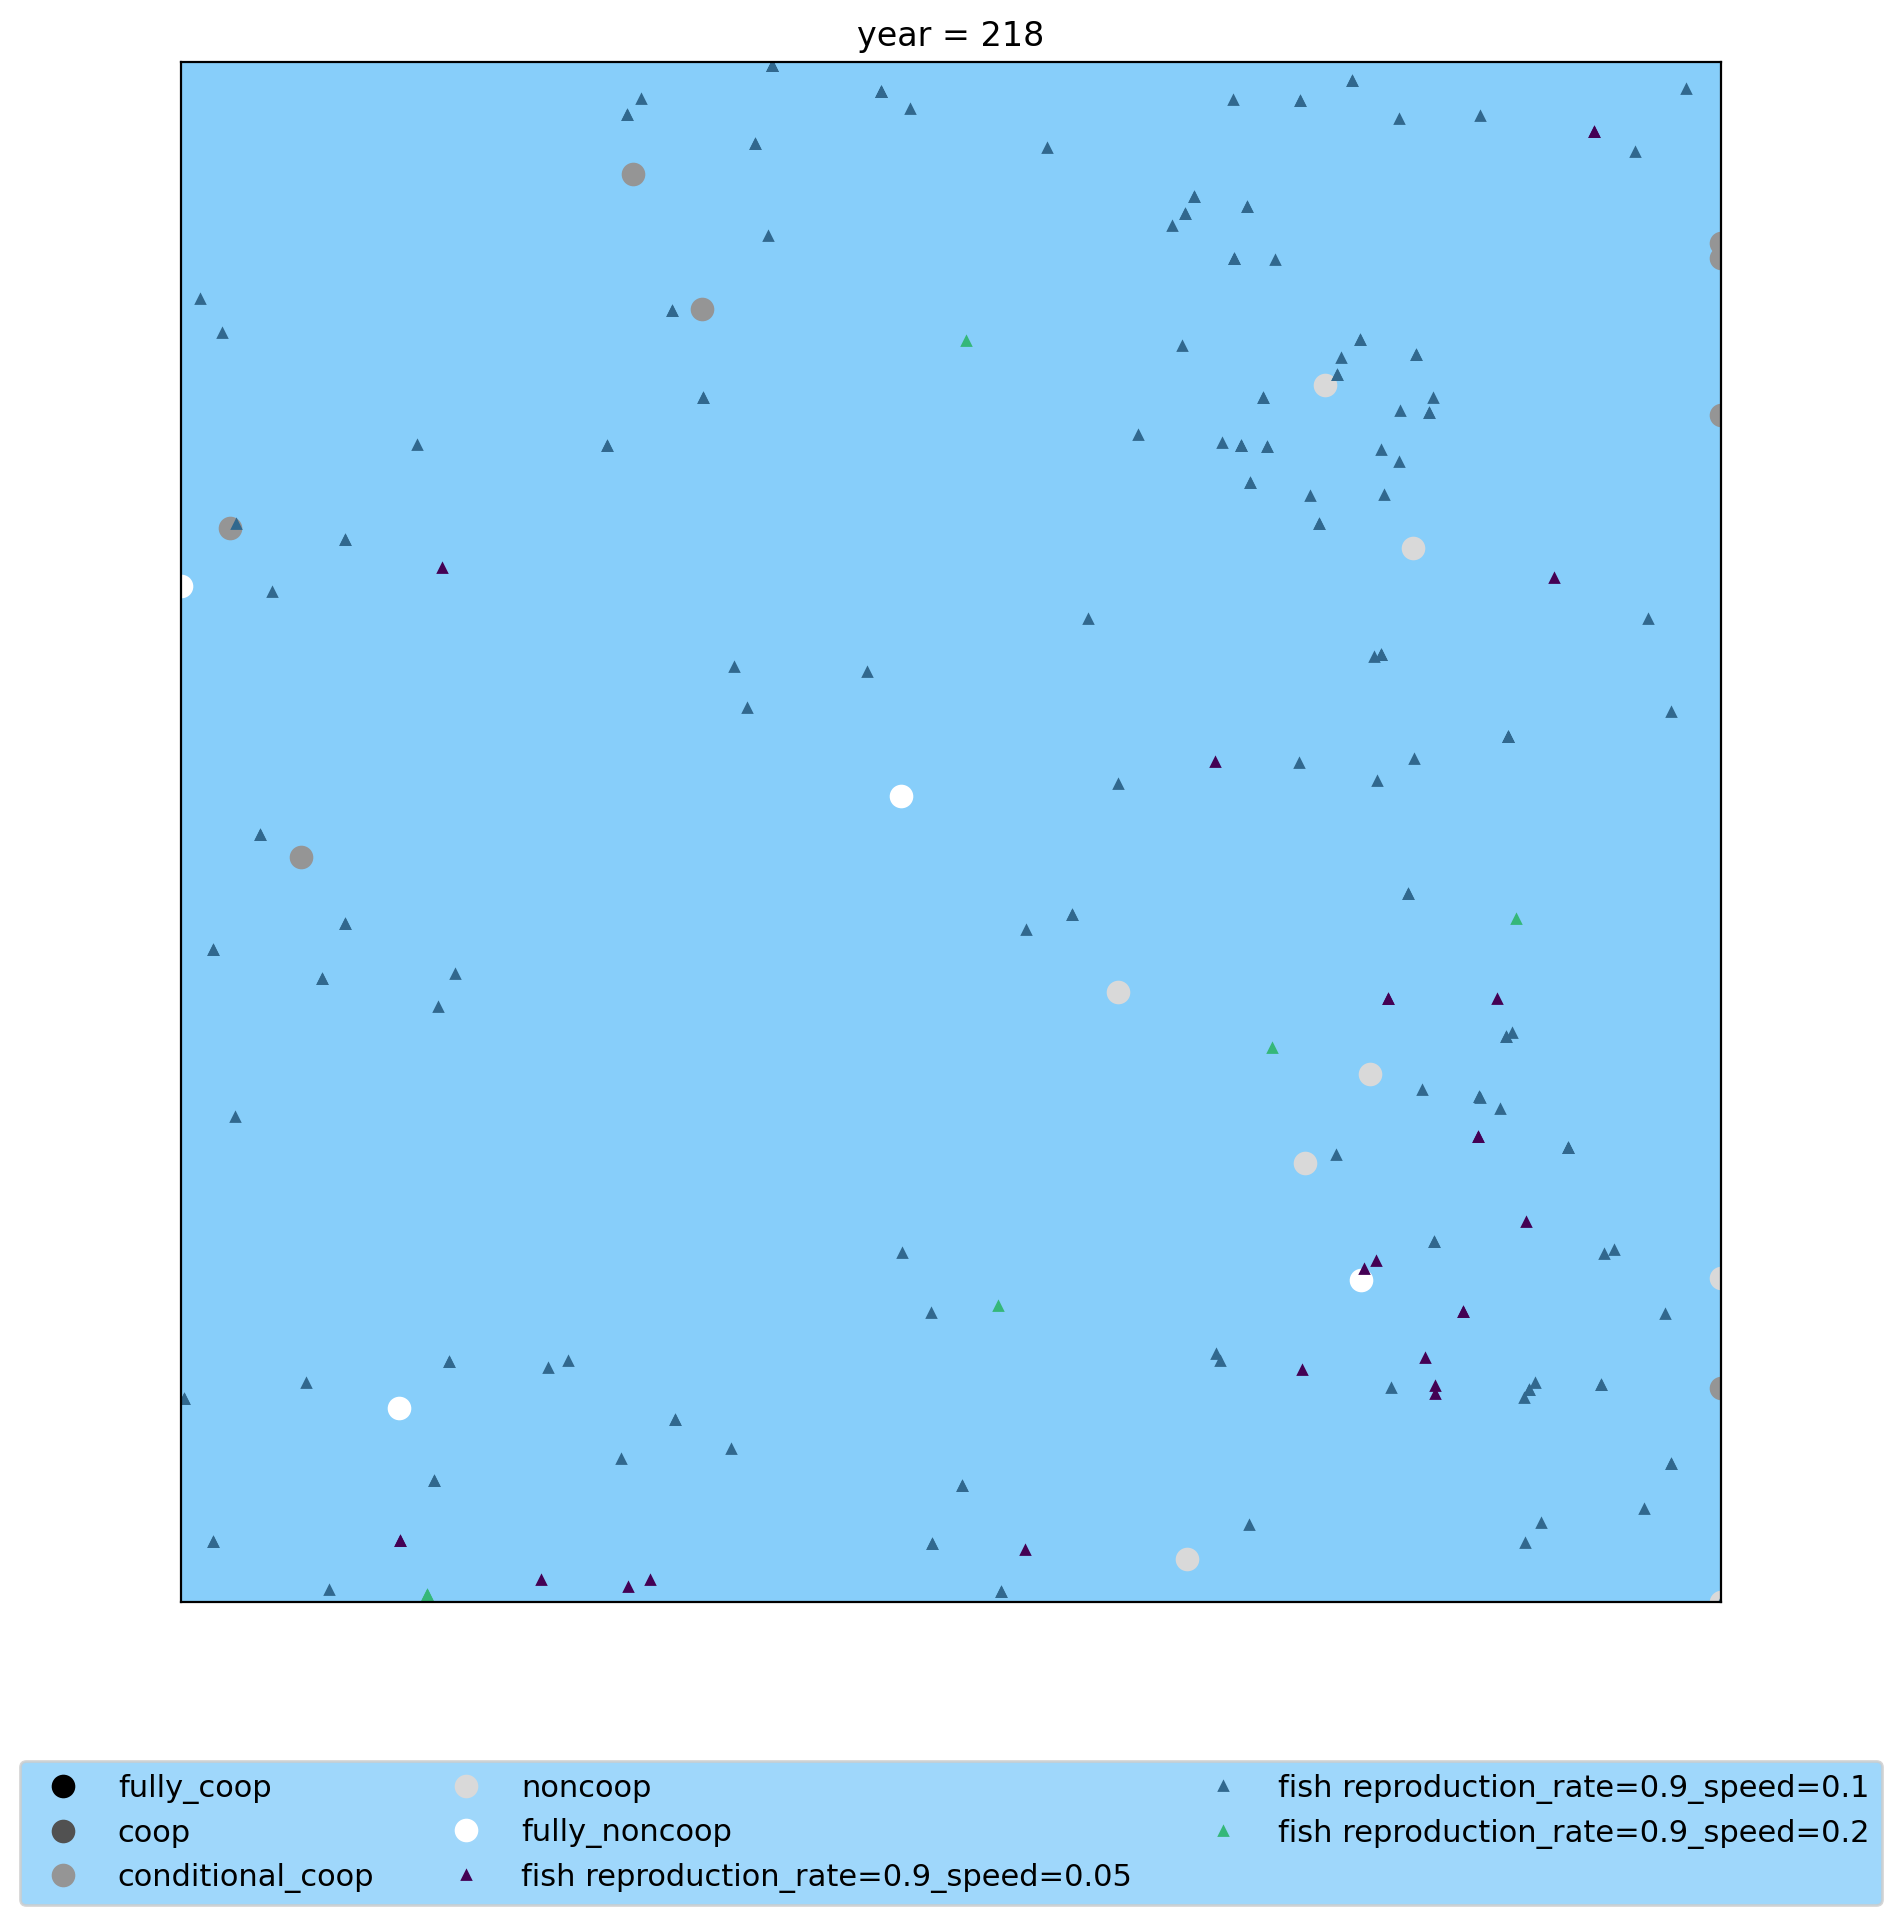 year = 218
fully_coop
coop
conditional_coop
noncoop
fully_noncoop
fish reproduction_rate=0.9_speed=0.05
fish reproduction_rate=0.9_speed=0.1
fish reproduction_rate=0.9_speed=0.2